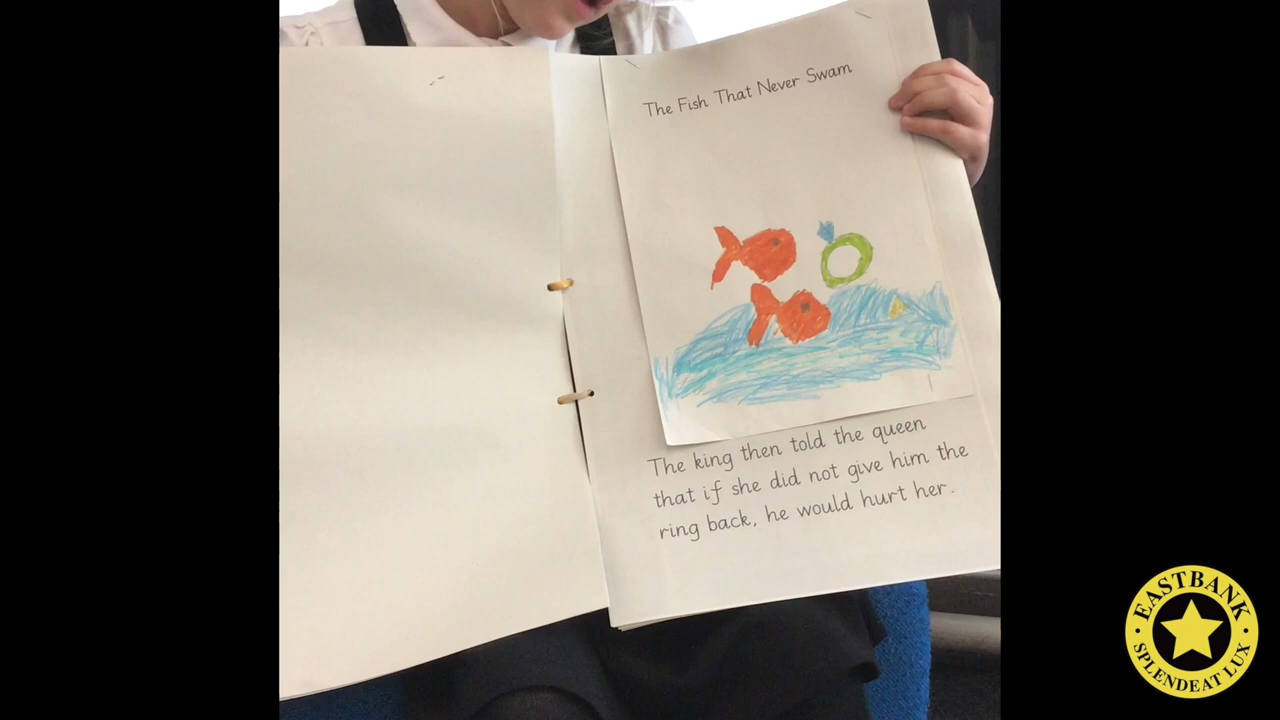 The Fish That Never Swam
The king then told the queen
that if she did not give him the
ring back, he would hurt her.
EASTBANK
SPLENDEAT LUX